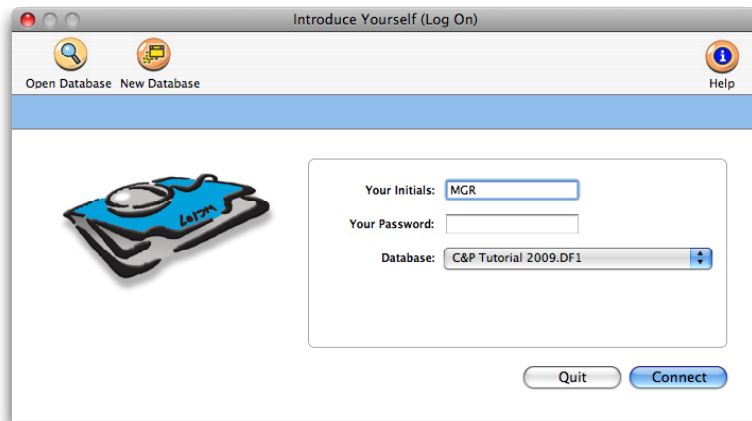 Introduce Yourself (Log On)
Open Database New Database Help
Your Initials: MGR
Your Password:
Database: C&P Tutorial 2009.DF1
Quit Connect